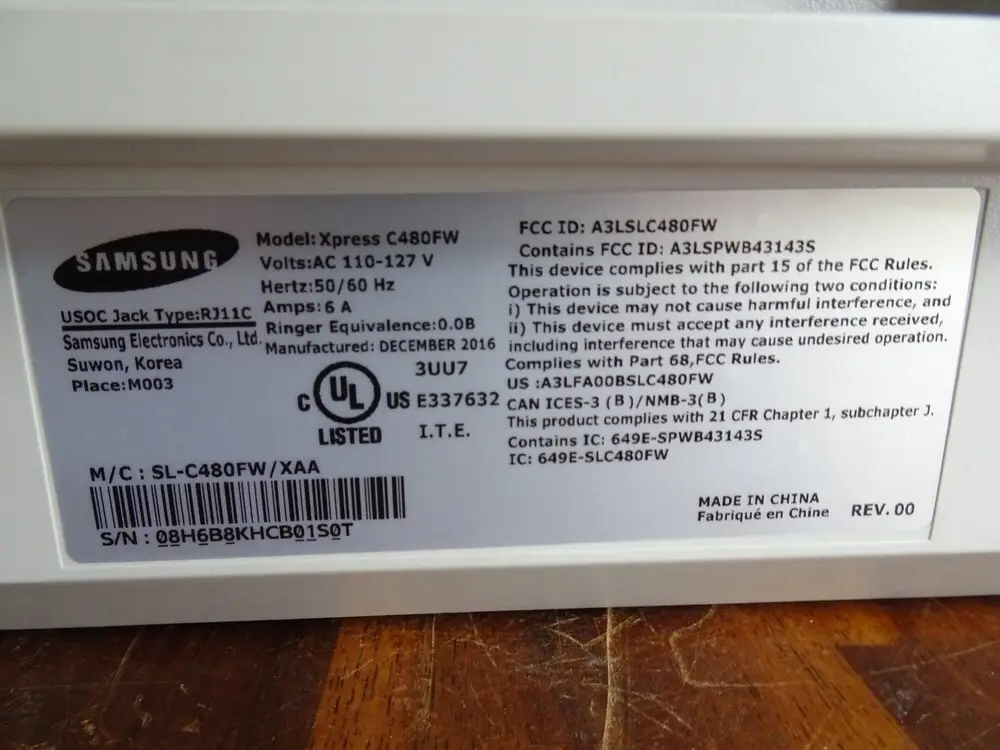 SAMSUNG
USOC Jack Type:RJ11C
Samsung Electronics Co., Ltd.
Suwon, Korea
Place:M003
Model:Xpress C480FW
Volts:AC 110-127 V
Hertz:50/60 Hz
Amps:6 A
Ringer Equivalence:0.0B
Manufactured: DECEMBER 2016
3UU7
C UL US E337632
LISTED I.T.E.
M/C : SL-C480FW/XAA
S/N : 08H6B8KHCB01S0T
FCC ID: A3LSLC480FW
Contains FCC ID: A3LSPWB43143S
This device complies with part 15 of the FCC Rules.
Operation is subject to the following two conditions:
i) This device may not cause harmful interference, and
ii) This device must accept any interference received,
including interference that may cause undesired operation.
Complies with Part 68,FCC Rules.
US :A3LFA00BSLC480FW
CAN ICES-3 (B)/NMB-3(B)
This product complies with 21 CFR Chapter 1, subchapter J.
Contains IC: 649E-SPWB43143S
IC: 649E-SLC480FW
MADE IN CHINA
Fabriqué en Chine REV. 00